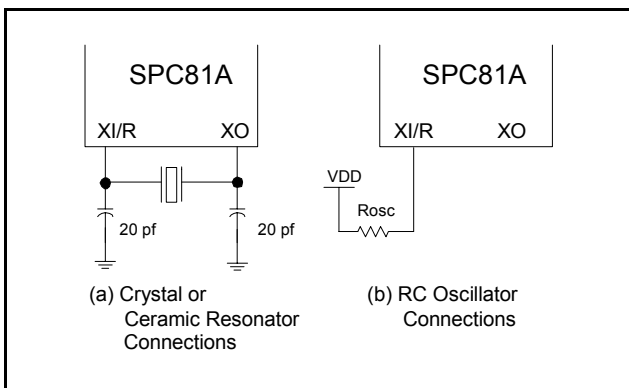 SPC81A
XI/R XO
20 pf 20 pf
(a) Crystal or
Ceramic Resonator
Connections
SPC81A
XI/R XO
VDD
Rosc
(b) RC Oscillator
Connections